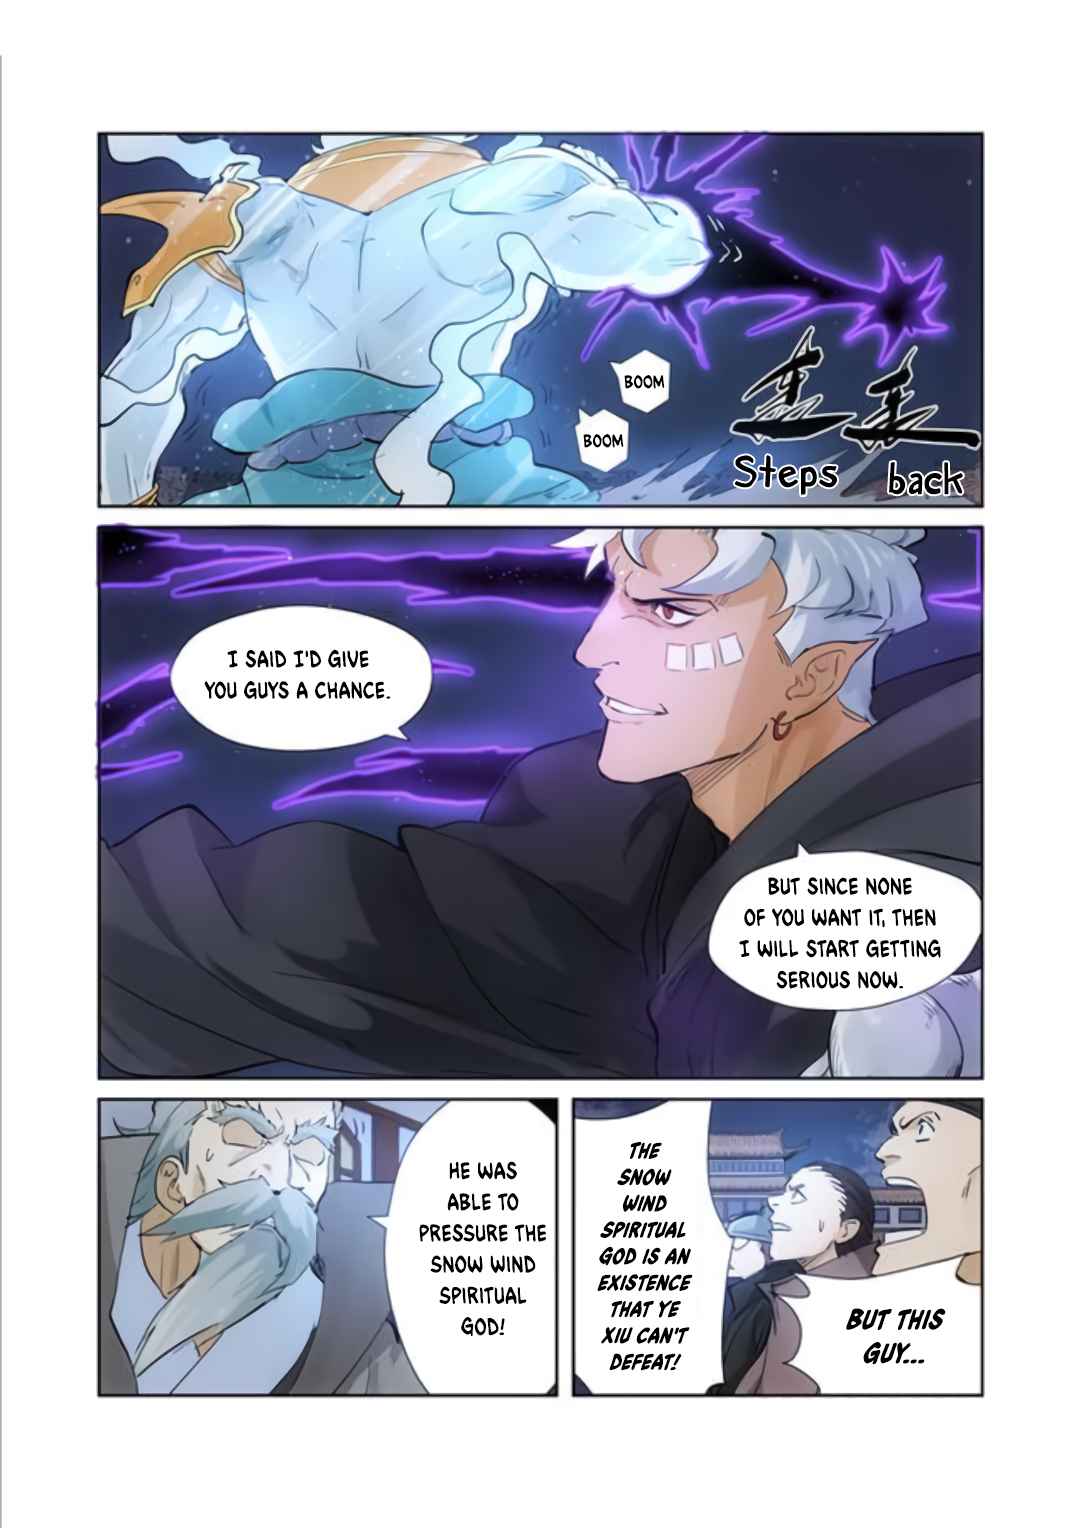 BOOM
BOOM
Steps back
I SAID I'D GIVE
YOU GUYS A CHANCE.
BUT SINCE NONE
OF YOU WANT IT, THEN
I WILL START GETTING
SERIOUS NOW.
HE WAS
ABLE TO
PRESSURE THE
SNOW WIND
SPIRITUAL
GOD!
THE
SNOW
WIND
SPIRITUAL
GOD IS AN
EXISTENCE
THAT YE
XIU CAN'T
DEFEAT!
BUT THIS
GUY...